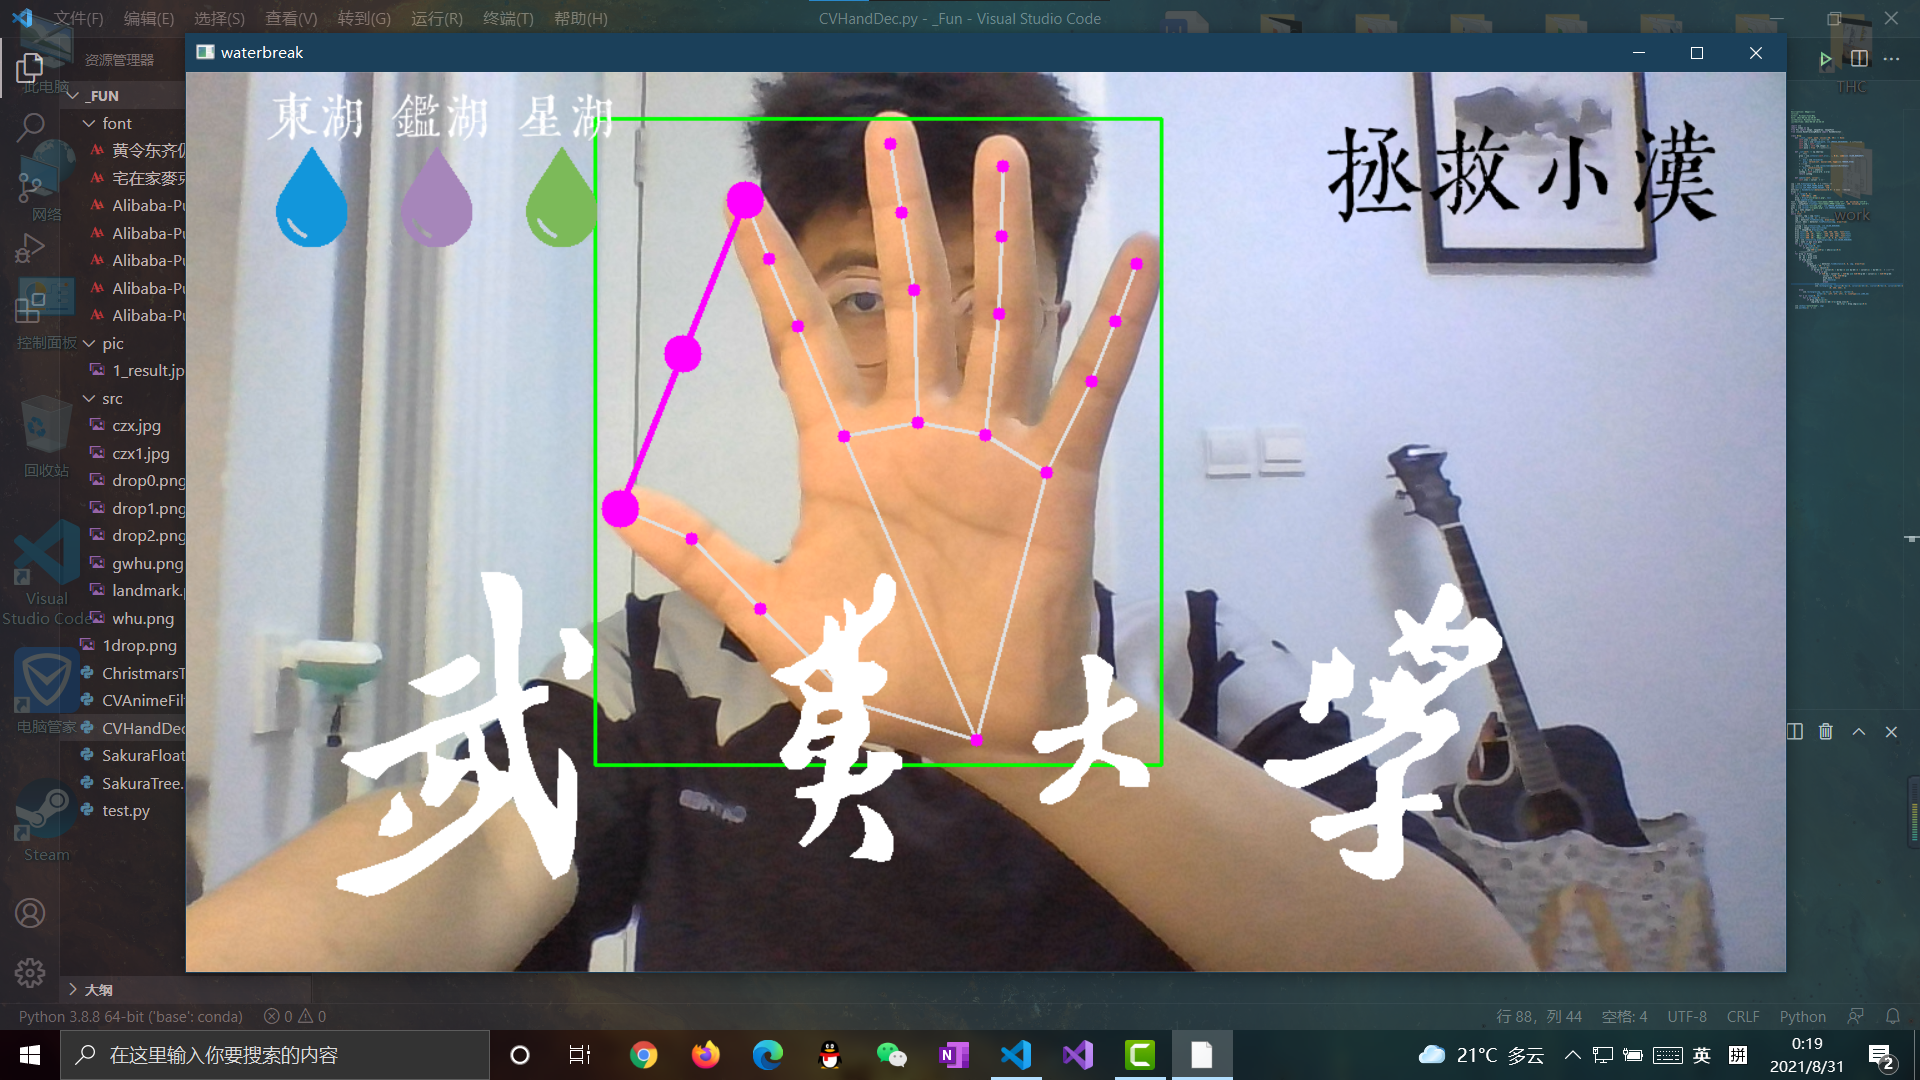 文件(F) 编辑(E) 选择(S) 查看(V) 转到(G) 运行(R) 终端(T) 帮助(H)
CVHandDec.py - _Fun - Visual Studio Code
资源管理器
waterbreak
此电脑
_FUN
font
黄令东齐伋
宅在家麥克
Alibaba-Pu
Alibaba-Pu
Alibaba-Pu
Alibaba-Pu
Alibaba-Pu
pic
1_result.jp
src
czx.jpg
czx1.jpg
drop0.png
drop1.png
drop2.png
gwhu.png
landmark.p
whu.png
1drop.png
ChristmarsT
CVAnimeFilt
CVHandDec
SakuraFloat
SakuraTree.
test.py
大纲
网络
控制面板
回收站
Visual
Studio Code
电脑管家
Steam
THC
work
東湖 鑑湖 星湖
拯救小漢
武漢大学
Python 3.8.8 64-bit ('base': conda) 0 0
行 88，列 44 空格: 4 UTF-8 CRLF Python
在这里输入你要搜索的内容
21°C 多云
英
拼
0:19
2021/8/31
2